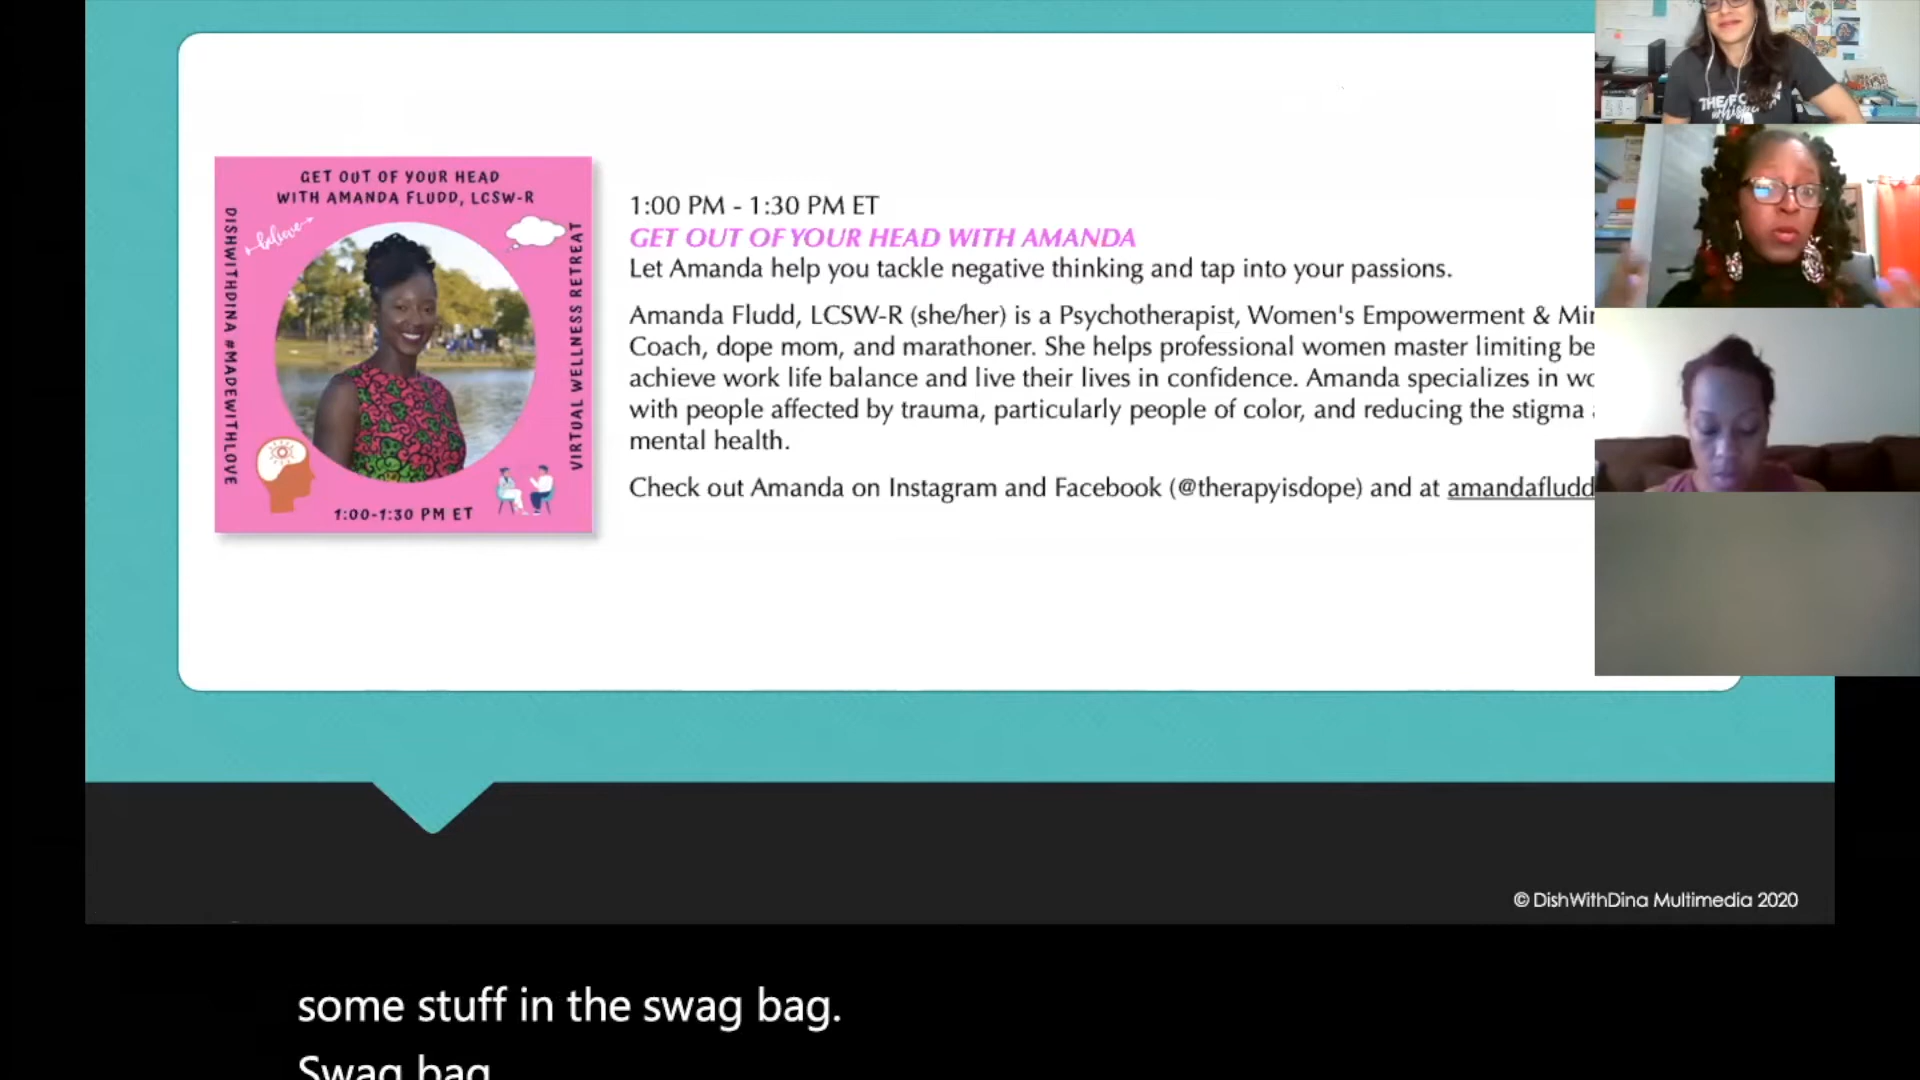 GET OUT OF YOUR HEAD
WITH AMANDA FLUDD, LCSW-R
DISHWITHDINA #MADEWITHLOVE
believe
VIRTUAL WELLNESS RETREAT
1:00-1:30 PM ET
1:00 PM - 1:30 PM ET
GET OUT OF YOUR HEAD WITH AMANDA
Let Amanda help you tackle negative thinking and tap into your passions.
Amanda Fludd, LCSW-R (she/her) is a Psychotherapist, Women's Empowerment &
Coach, dope mom, and marathoner. She helps professional women master limiting
achieve work life balance and live their lives in confidence. Amanda specializes in
with people affected by trauma, particularly people of color, and reducing the stigma
mental health.
Check out Amanda on Instagram and Facebook (@therapyisdope) and at amandafludd
THE
© DishWithDina Multimedia 2020
some stuff in the swag bag.
Swag bag